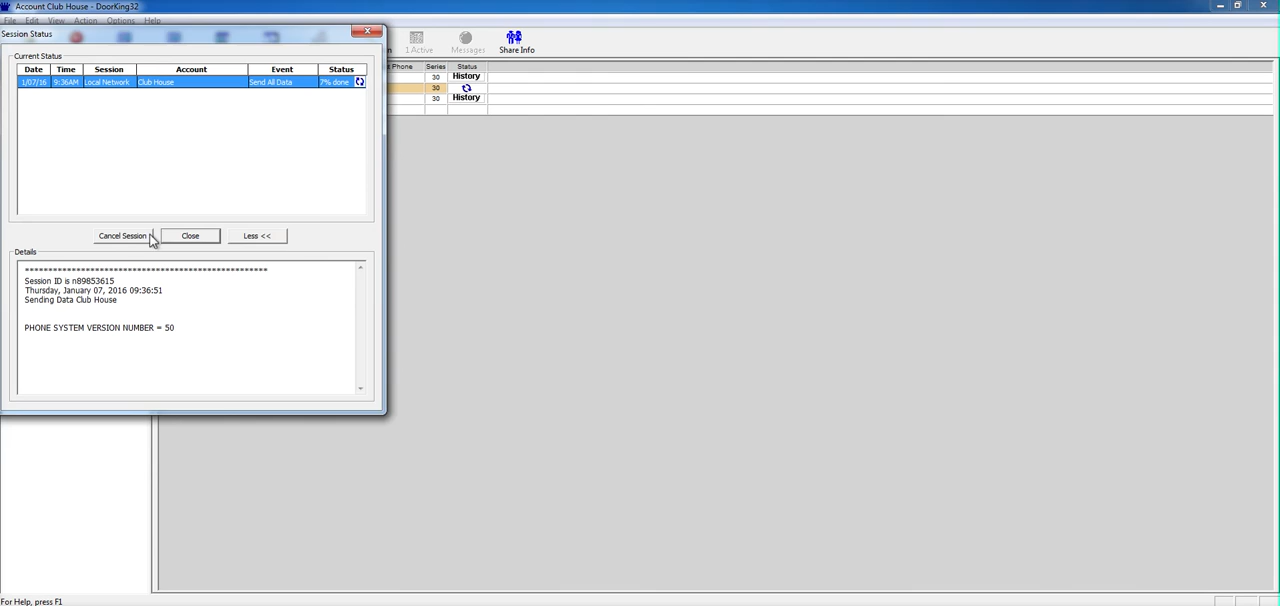 Account Club House - DoorKing32
File Edit View Action Options Help
Session Status
1 Active Messages Share Info
Current Status
Date Time Session Account Event Status
1/07/16 9:36AM Local Network Club House Send All Data 7% done
Phone Series Status
30 History
30
30 History
Cancel Session Close Less <<
Details
========================================================
Session ID is n89853615
Thursday, January 07, 2016 09:36:51
Sending Data Club House
PHONE SYSTEM VERSION NUMBER = 50
For Help, press F1